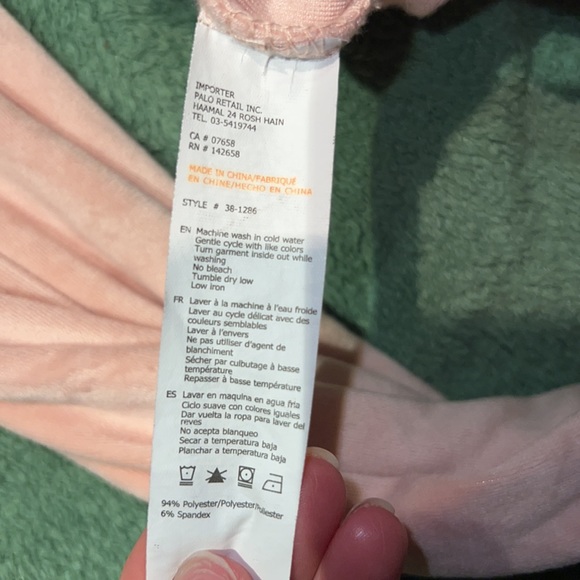 IMPORTER
PALO RETAIL INC.
HAAMAL 24 ROSH HAIN
TEL. 03-5419744
CA # 07658
RN # 142658
MADE IN CHINA/FABRIQUÉ
EN CHINE/HECHO EN CHINA
STYLE # 38-1286
EN Machine wash in cold water
Gentle cycle with like colors
Turn garment inside out while
washing
No bleach
Tumble dry low
Low iron
FR Laver à la machine à l'eau froide
Laver au cycle délicat avec des
couleurs semblables
Laver à l'envers
Ne pas utiliser d'agent de
blanchiment
Sécher par culbutage à basse
température
Repasser à basse température
ES Lavar en maquina en agua fria
Ciclo suave con colores iguales
Dar vuelta la ropa para laver del
reves
No acepta blanqueo
Secar a temperatura baja
Planchar a temperatura baja
94% Polyester/Polyester/Poliester
6% Spandex